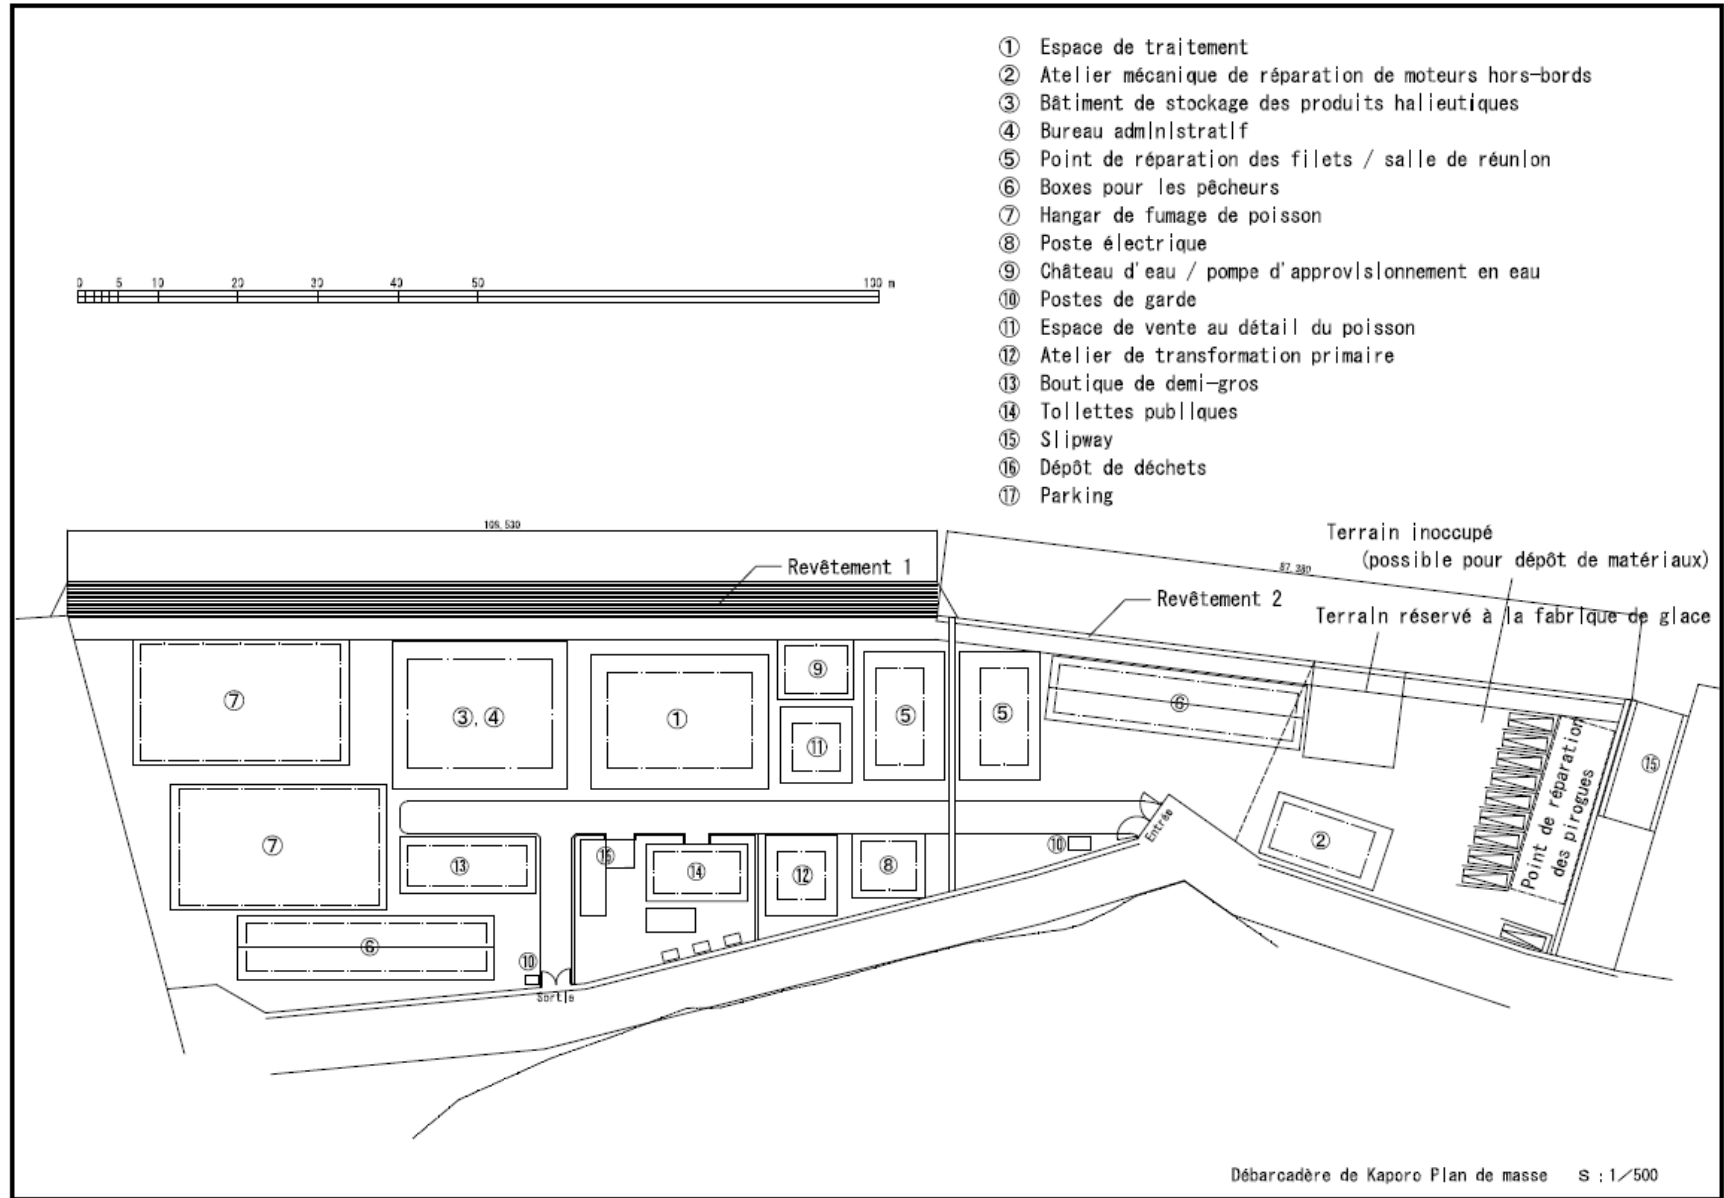 ① Espace de traitement
② Atelier mécanique de réparation de moteurs hors-bords
③ Bâtiment de stockage des produits halieutiques
④ Bureau administratif
⑤ Point de réparation des filets / salle de réunion
⑥ Boxes pour les pêcheurs
⑦ Hangar de fumage de poisson
⑧ Poste électrique
⑨ Château d'eau / pompe d'approvisionnement en eau
⑩ Postes de garde
⑪ Espace de vente au détail du poisson
⑫ Atelier de transformation primaire
⑬ Boutique de demi-gros
⑭ Toilettes publiques
⑮ Slipway
⑯ Dépôt de déchets
⑰ Parking
0 5 10 20 30 40 50 100 m
Terrain inoccupé
(possible pour dépôt de matériaux)
Revêtement 1
87,380
Revêtement 2
Terrain réservé à la fabrique de glace
⑨
⑦
③, ④
①
⑤
⑤
⑥
⑪
⑮
Point de réparation
des pirogues
Entrée
②
⑩
⑦
⑬
⑯
⑭
⑫
⑧
⑥
⑩
Sortie
Débarcadère de Kaporo Plan de masse S : 1/500